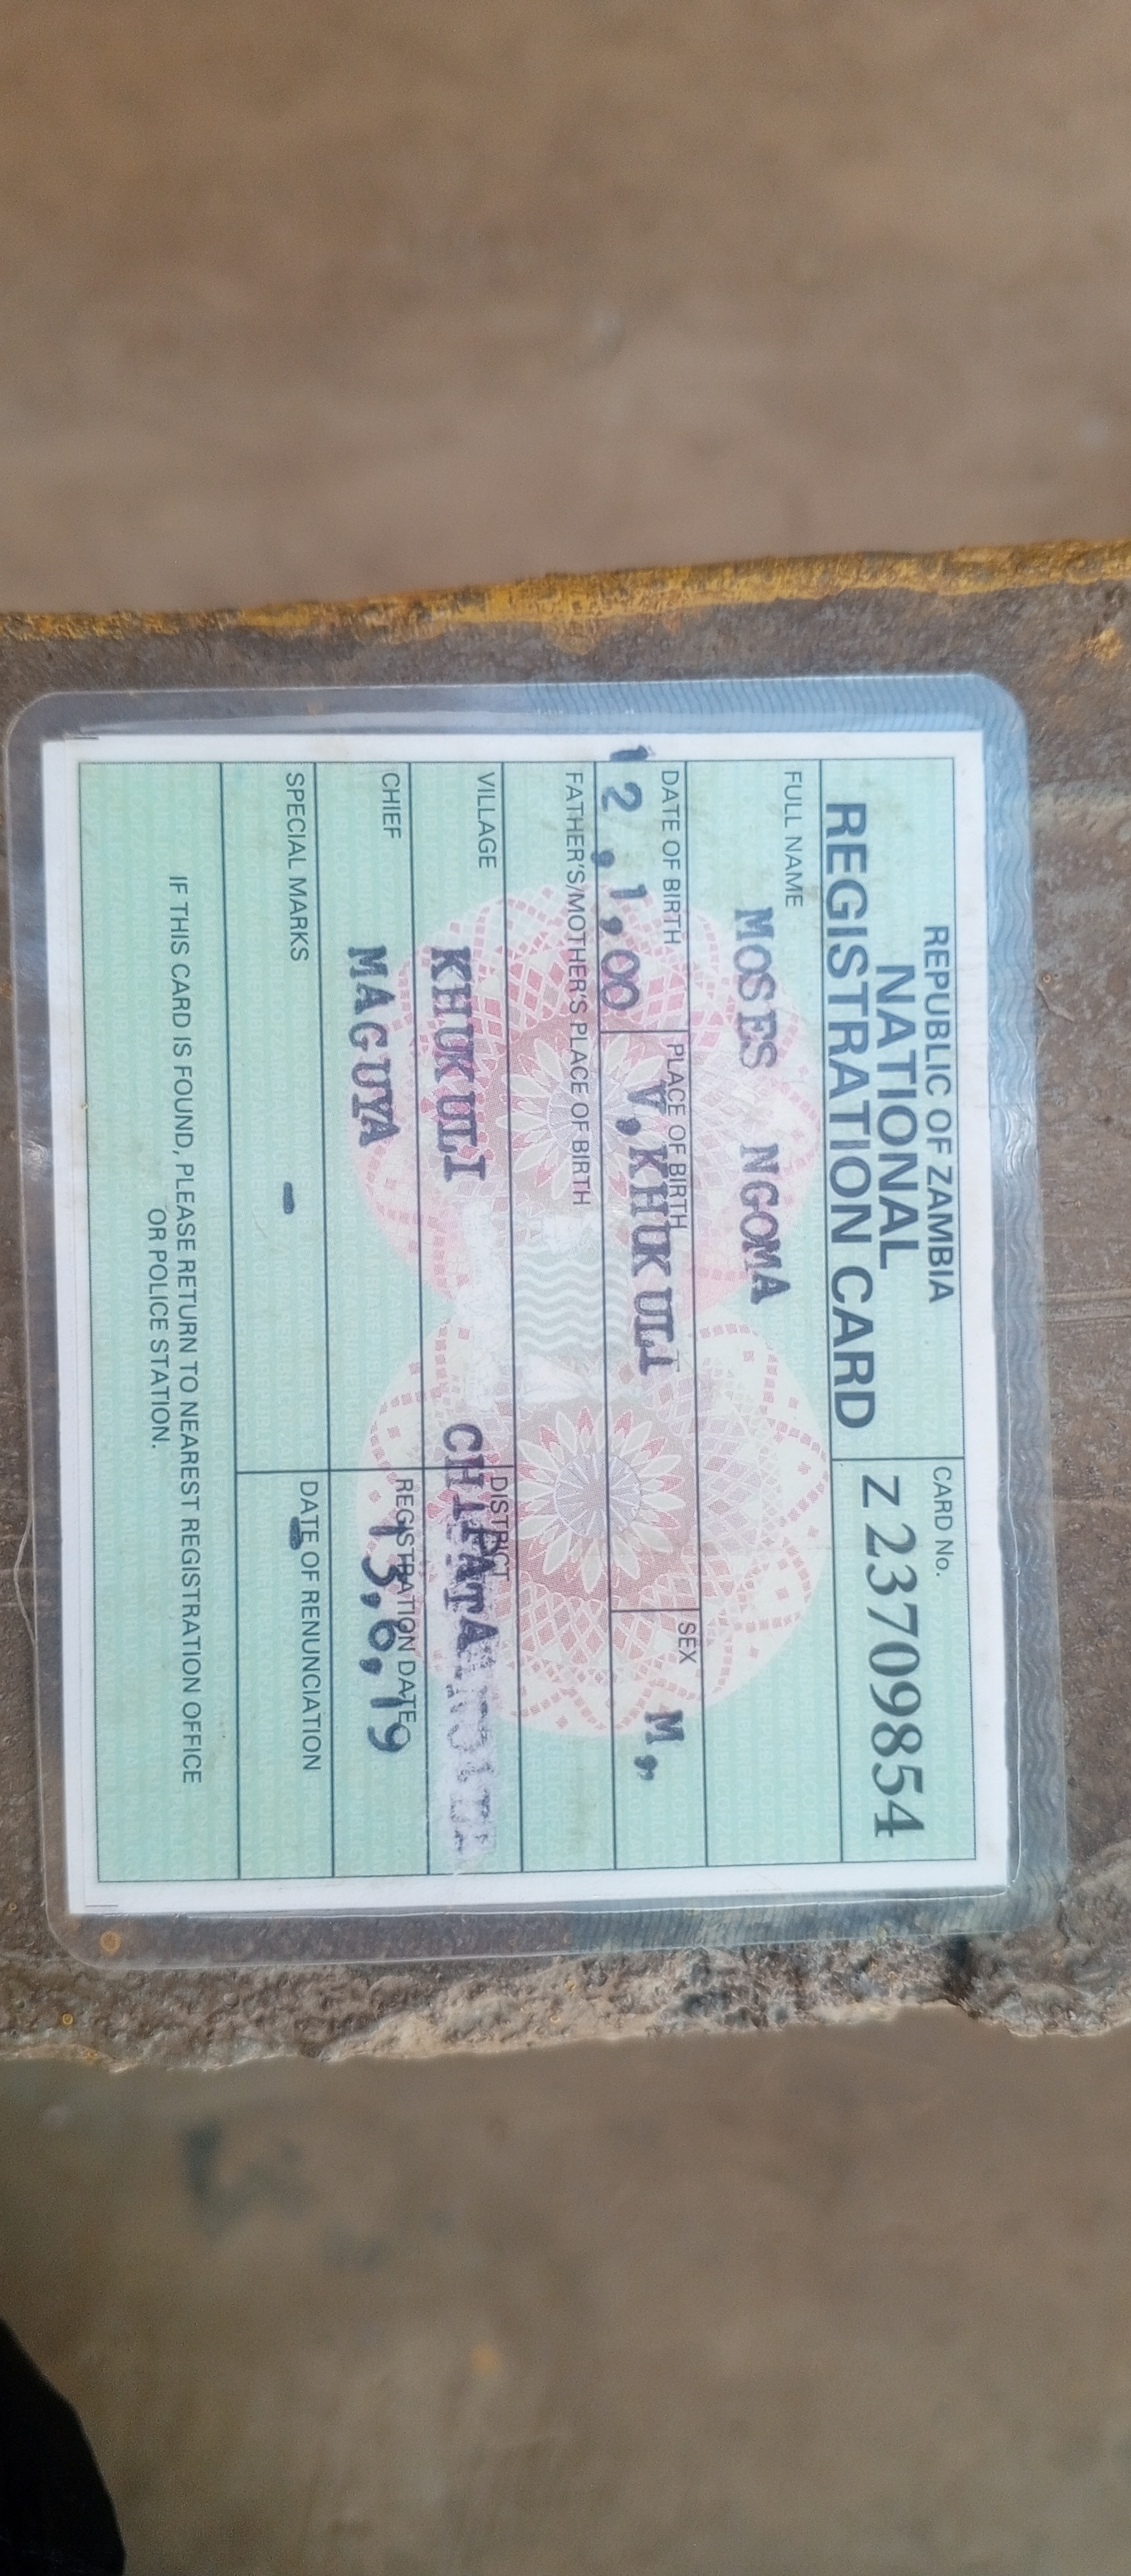 REPUBLIC OF ZAMBIA
NATIONAL
REGISTRATION CARD
CARD No.
Z 23709854
FULL NAME
MOSES NGOMA
DATE OF BIRTH
12,1,00
PLACE OF BIRTH
V,KHUKULI
SEX
M,
FATHER'S/MOTHER'S PLACE OF BIRTH
VILLAGE
KHUKULI
DISTRICT
CHIPATA
CHIEF
MAGUYA
REGISTRATION DATE
13,6,19
SPECIAL MARKS
-
DATE OF RENUNCIATION
-
IF THIS CARD IS FOUND, PLEASE RETURN TO NEAREST REGISTRATION OFFICE
OR POLICE STATION.